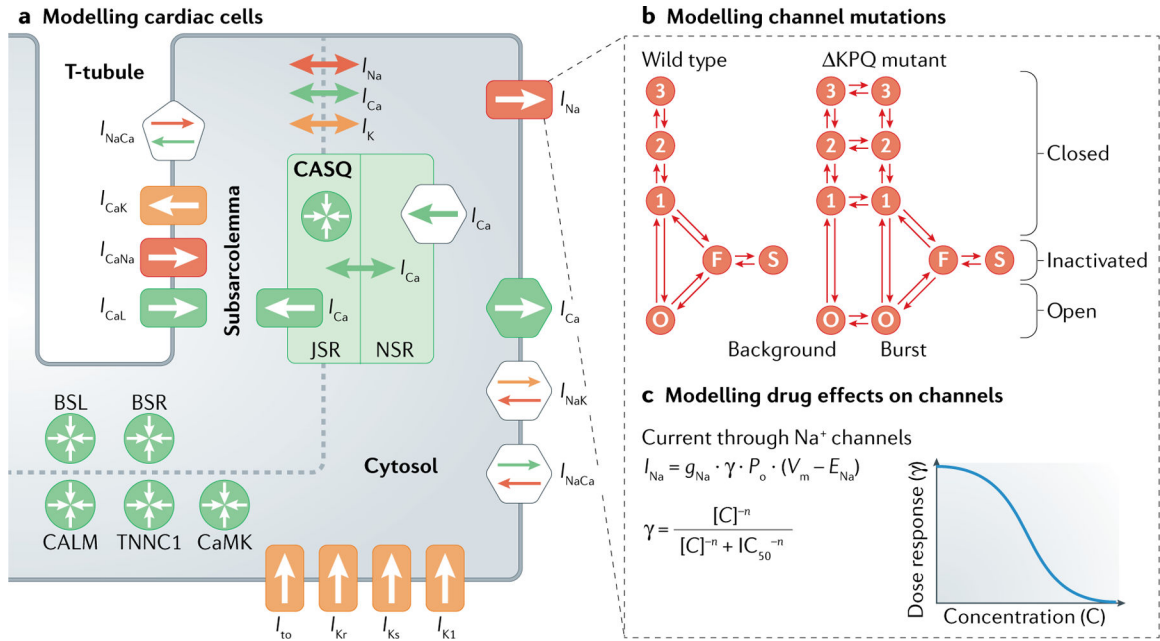 a Modelling cardiac cells
T-tubule
I_NaCa
I_CaK
I_CaNa
I_CaL
Subsarcolemma
I_Na
I_Ca
I_K
CASQ
I_Ca
I_Ca
I_Ca
JSR
NSR
I_Na
I_Ca
I_NaK
I_NaCa
BSL
BSR
CALM
TNNC1
CaMK
Cytosol
I_to
I_Kr
I_Ks
I_K1
b Modelling channel mutations
Wild type
3
2
1
F
S
O
ΔKPQ mutant
3 3
2 2
1 1
F
S
O O
Background
Burst
Closed
Inactivated
Open
c Modelling drug effects on channels
Current through Na⁺ channels
I_Na = g_Na · γ · P_o · (V_m – E_Na)
γ = [C]^–n / [C]^–n + IC_50^–n
Dose response (γ)
Concentration (C)